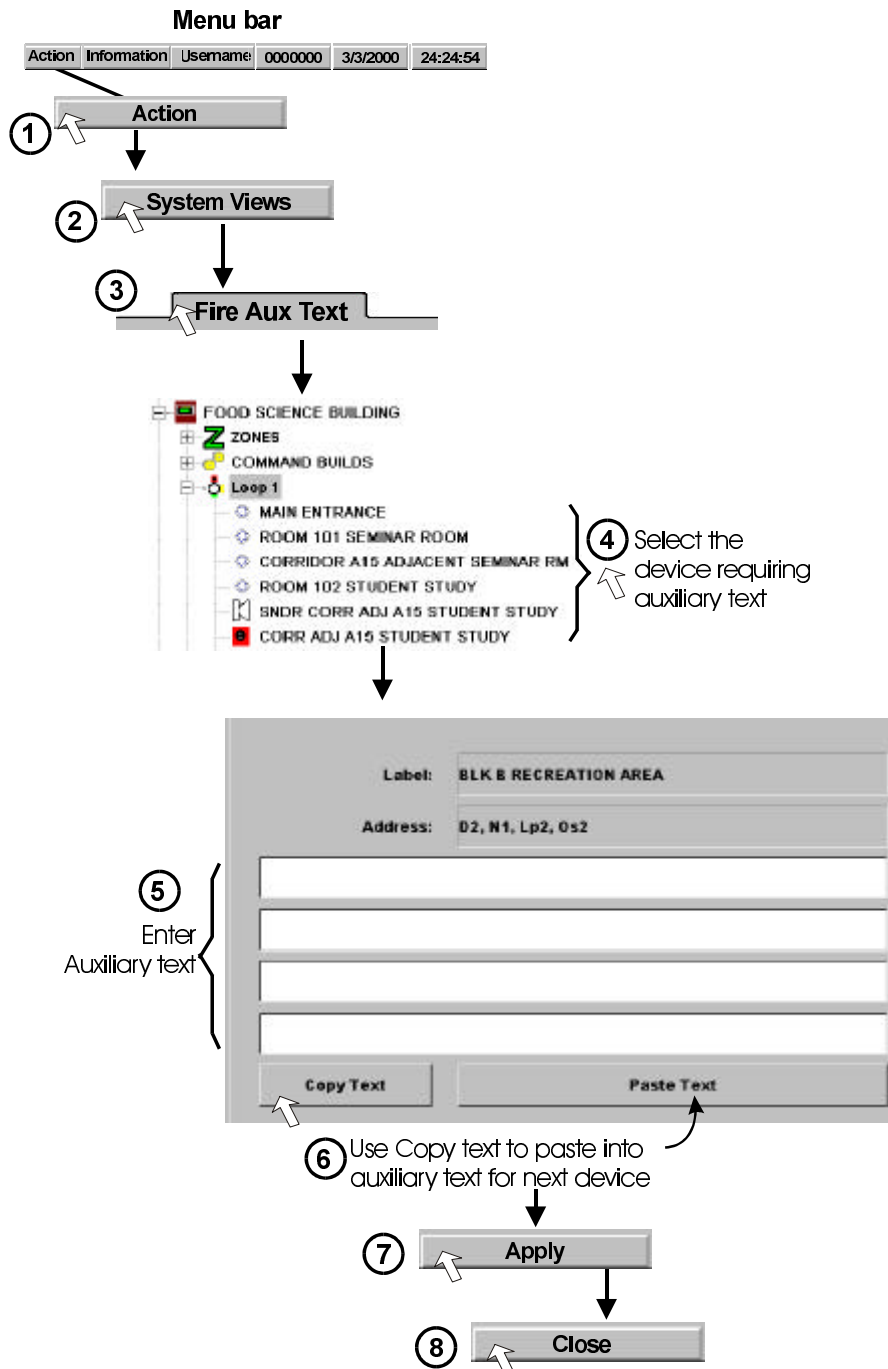 Menu bar
Action Information Username 0000000 3/3/2000 24:24:54
1 Action
2 System Views
3 Fire Aux Text
FOOD SCIENCE BUILDING
Z ZONES
COMMAND BUILDS
Loop 1
MAIN ENTRANCE
ROOM 101 SEMINAR ROOM
CORRIDOR A15 ADJACENT SEMINAR RM
ROOM 102 STUDENT STUDY
SNDR CORR ADJ A15 STUDENT STUDY
CORR ADJ A15 STUDENT STUDY
4 Select the
device requiring
auxiliary text
Label: BLK B RECREATION AREA
Address: D2, N1, Lp2, Os2
5
Enter
Auxiliary text
Copy Text Paste Text
6 Use Copy text to paste into
auxiliary text for next device
7 Apply
8 Close